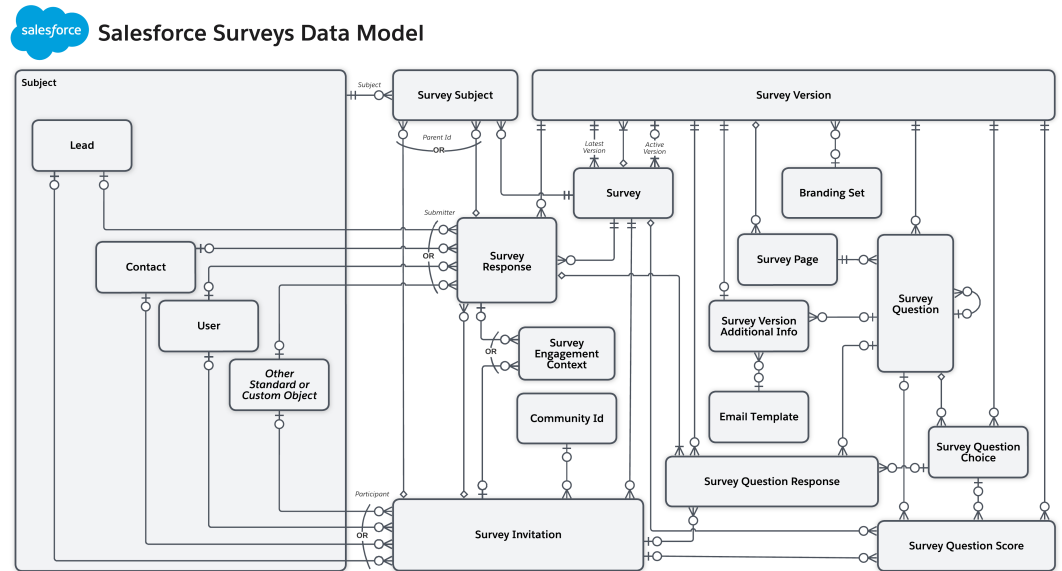 salesforce
Salesforce Surveys Data Model
Subject
Subject
Survey Subject
Survey Version
Lead
Parent Id
OR
Latest
Version
Active
Version
Survey
Branding Set
Submitter
OR
Survey
Response
Contact
Survey Page
Survey
Question
User
Survey Version
Additional Info
Survey
Engagement
Context
OR
Other
Standard or
Custom Object
Community Id
Email Template
Survey Question
Choice
Survey Question Response
Participant
OR
Survey Invitation
Survey Question Score